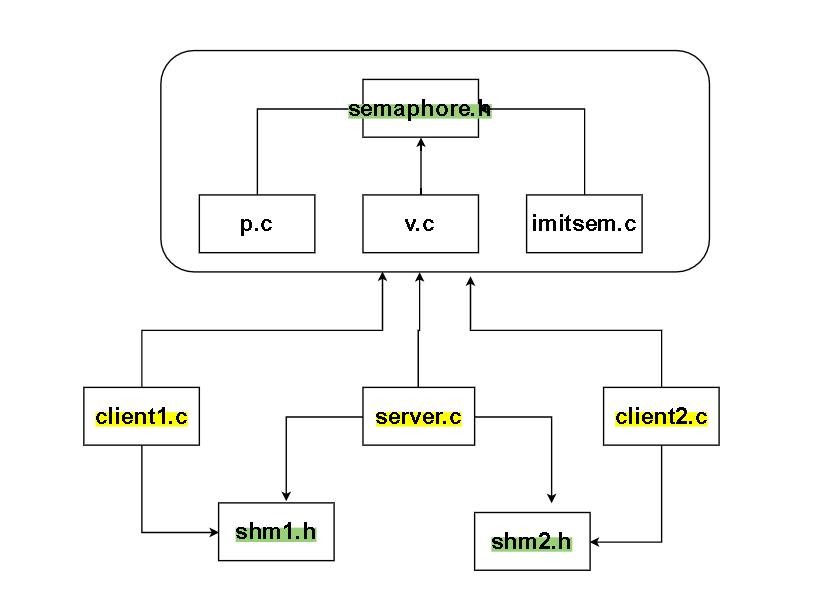 semaphore.h
p.c
v.c
imitsem.c
client1.c
server.c
client2.c
shm1.h
shm2.h